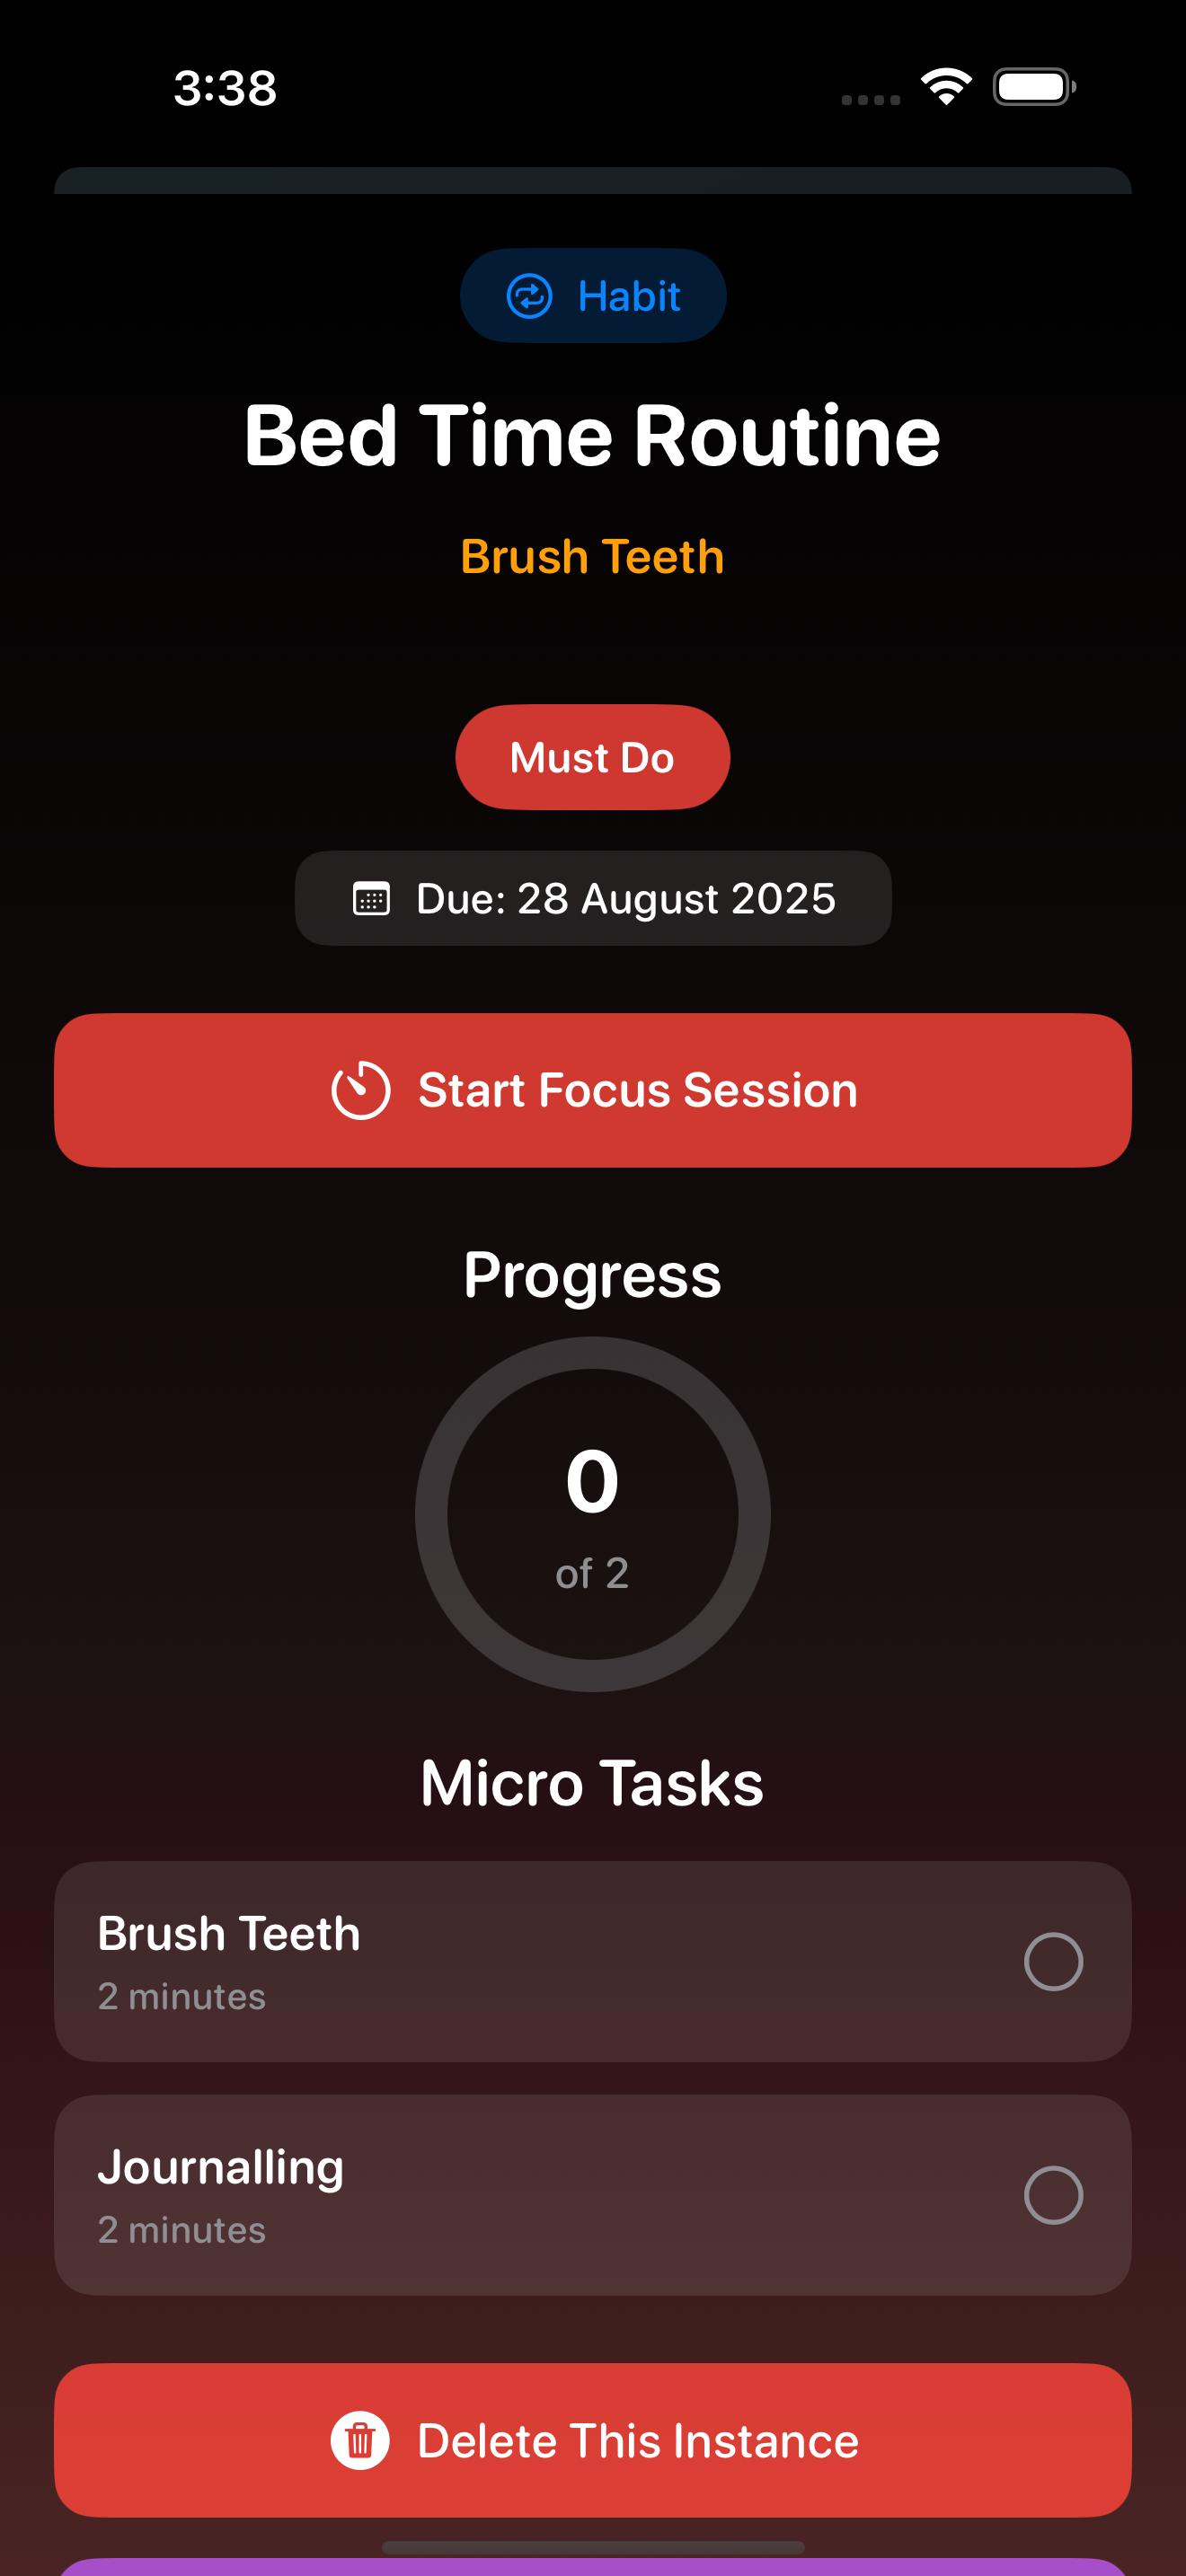 3:38
Habit
Bed Time Routine
Brush Teeth
Must Do
Due: 28 August 2025
Start Focus Session
Progress
0
of 2
Micro Tasks
Brush Teeth
2 minutes
Journalling
2 minutes
Delete This Instance